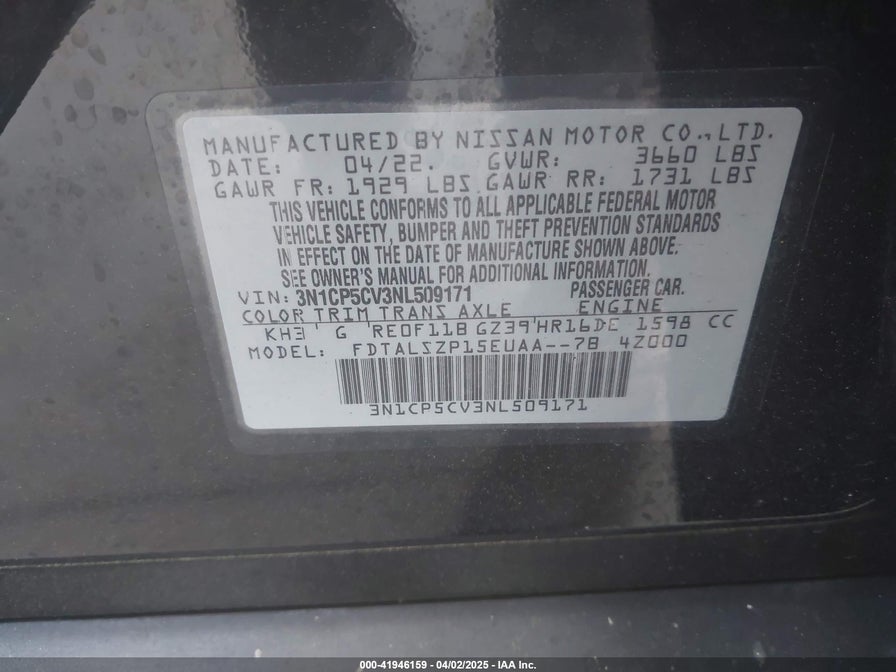 MANUFACTURED BY NISSAN MOTOR CO., LTD.
DATE: 04/22. GVWR: 3660 LBS
GAWR FR: 1929 LBS. GAWR RR: 1731 LBS
THIS VEHICLE CONFORMS TO ALL APPLICABLE FEDERAL MOTOR
VEHICLE SAFETY, BUMPER AND THEFT PREVENTION STANDARDS
IN EFFECT ON THE DATE OF MANUFACTURE SHOWN ABOVE.
SEE OWNER'S MANUAL FOR ADDITIONAL INFORMATION.
VIN: 3N1CP5CV3NL509171 PASSENGER CAR.
COLOR TRIM TRANS AXLE ENGINE
KH3 ' G 'RE0F11B GZ39'HR16DE 1598 CC
MODEL: FDTALSZP15EUAA--7B 4Z000
3N1CP5CV3NL509171
000-41946159 - 04/02/2025 - IAA Inc.